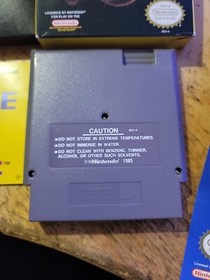 LICENSED BY NINTENDO
FOR PLAY ON THE
CAUTION
•DO NOT STORE IN EXTREME TEMPERATURES.
•DO NOT IMMERSE IN WATER.
•DO NOT CLEAN WITH BENZENE, THINNER,
ALCOHOL OR OTHER SUCH SOLVENTS.
©Nintendo 1985
E